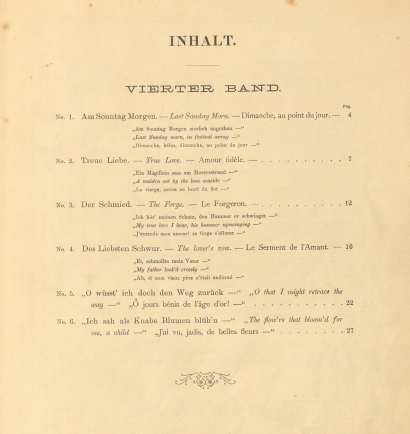 INHALT.
VIERTER BAND.
Pag.
No. 1. Am Sonntag Morgen. — Last Sunday Morn. — Dimanche, au point du jour. — 4
„Am Sonntag Morgen zierlich angethan —“
„Last Sunday morn, in festival array —“
„Dimanche, hélas, dimanche, au point du jour —“
No. 2. Treue Liebe. — True Love. — Amour fidèle. — . . . . . . . . . . 7
„Ein Mägdlein sass am Meeresstrand —“
„A maiden sat by the lone seaside —“
„La vierge, assise au bord du flot —“
No. 3. Der Schmied. — The Forge. — Le Forgeron. — . . . . . . . . . . 12
„Ich hör' meinen Schatz, den Hammer er schwinget —“
„My true love I hear, his hammer upswinging —“
„J'entends mon amour! sa forge s'allume —“
No. 4. Des Liebsten Schwur. — The lover's vow. — Le Serment de l'Amant. — 16
„Ei, schmollte mein Vater —“
„My father look'd crossly —“
„Ah, si mon vieux père n'était endormi —“
No. 5. „O wüsst' ich doch den Weg zurück —“ „O that I might retrace the
way —“ „Ô jours bénis de l'âge d'or! —“ . . . . . . . . . . . 22
No. 6. „Ich sah als Knabe Blumen blüh'n —“ „The flow'rs that bloom'd for
me, a child —“ „J'ai vu, jadis, de belles fleurs —“ . . . . . . . . 27